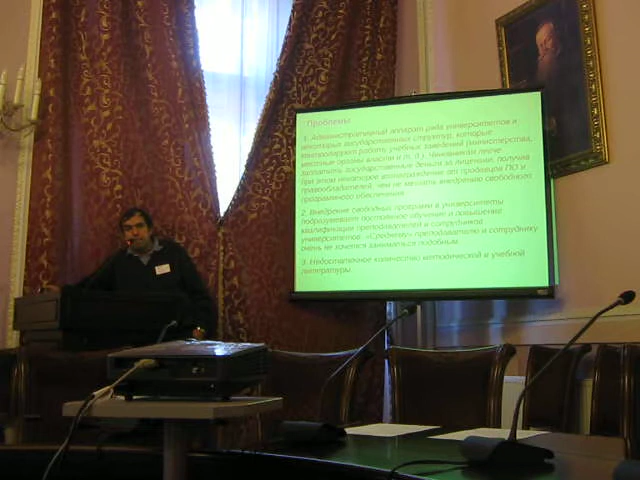 Проблемы
1. Административный аппарат ряда университетов и
некоторых государственных структур, которые
контролируют работу учебных заведений (министерства,
местные органы власти и т. д.). Чиновникам легче
заплатить государственные деньги за лицензии, получив
при этом некоторое вознаграждение от продавца ПО и
правообладателей, чем не мешать внедрению свободного
программного обеспечения.
2. Внедрение свободных программ в университеты
подразумевает постоянное обучение и повышение
квалификации преподавателей и сотрудников
университетов. «Среднему» преподавателю и сотруднику
очень не хочется заниматься подобным.
3. Недостаточное количество методической и учебной
литературы.